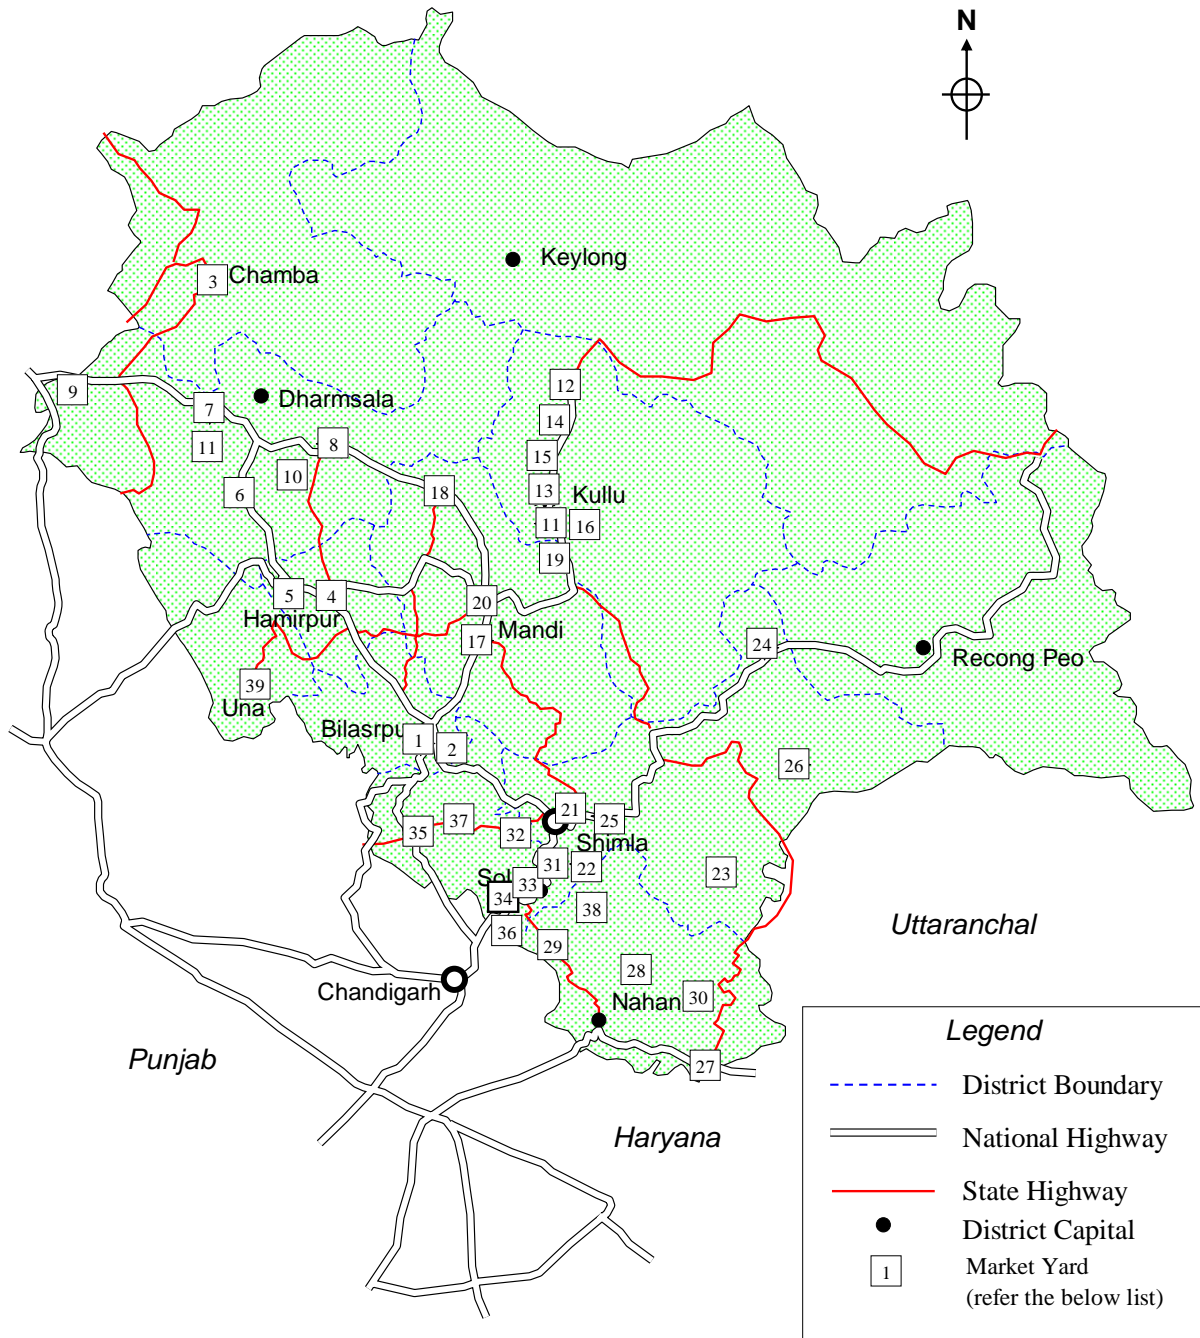 N
Keylong
3
Chamba
12
9
Dharmsala
7
14
11
8
15
10
6
18
13
Kullu
11
16
19
5
4
20
Hamirpur
Mandi
17
24
Recong Peo
39
Una
Bilasrpu
1
2
26
21
25
37
35
32
Shimla
31
22
23
Sol
33
34
38
Uttaranchal
36
29
28
Chandigarh
Nahan
30
Punjab
27
Haryana
Legend
District Boundary
National Highway
State Highway
District Capital
1
Market Yard
(refer the below list)